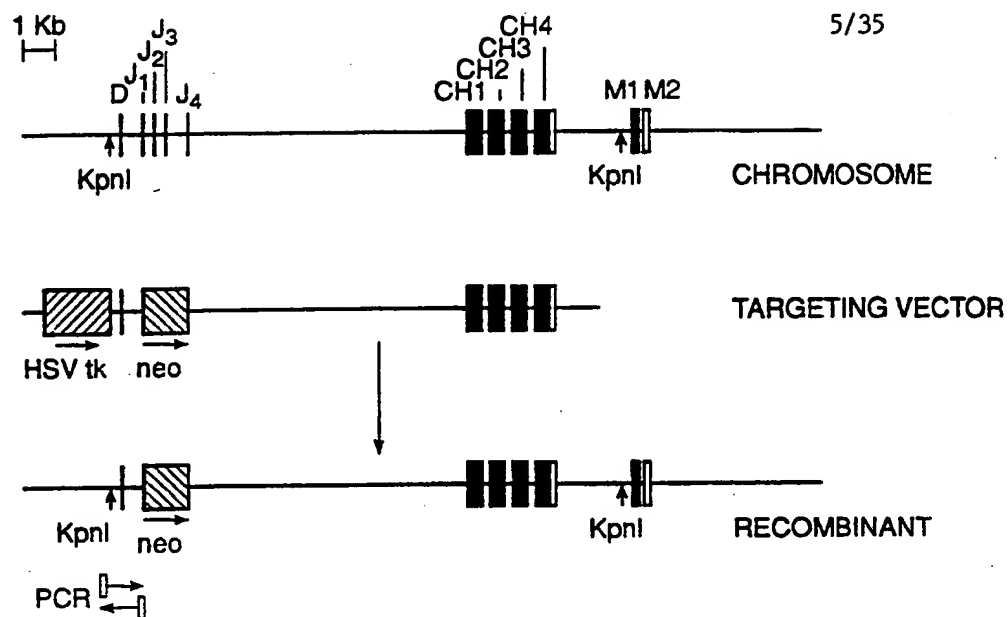 1 Kb
5/35
D J1 J2 J3 J4
CH1 CH2 CH3 CH4
M1 M2
KpnI
KpnI
CHROMOSOME
TARGETING VECTOR
HSV tk
neo
KpnI
neo
KpnI
RECOMBINANT
PCR